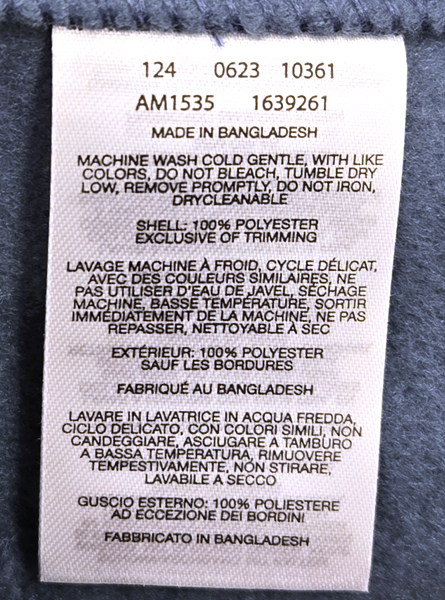 124 0623 10361
AM1535 1639261
MADE IN BANGLADESH
MACHINE WASH COLD GENTLE, WITH LIKE
COLORS, DO NOT BLEACH, TUMBLE DRY
LOW, REMOVE PROMPTLY, DO NOT IRON,
DRYCLEANABLE
SHELL: 100% POLYESTER
EXCLUSIVE OF TRIMMING
LAVAGE MACHINE À FROID, CYCLE DÉLICAT,
AVEC DES COULEURS SIMILAIRES, NE
PAS UTILISER D'EAU DE JAVEL, SÉCHAGE
MACHINE, BASSE TEMPÉRATURE, SORTIR
IMMÉDIATEMENT DE LA MACHINE, NE PAS
REPASSER, NETTOYABLE À SEC
EXTÉRIEUR: 100% POLYESTER
SAUF LES BORDURES
FABRIQUÉ AU BANGLADESH
LAVARE IN LAVATRICE IN ACQUA FREDDA,
CICLO DELICATO, CON COLORI SIMILI, NON
CANDEGGIARE, ASCIUGARE A TAMBURO
A BASSA TEMPERATURA, RIMUOVERE
TEMPESTIVAMENTE, NON STIRARE,
LAVABILE A SECCO
GUSCIO ESTERNO: 100% POLIESTERE
AD ECCEZIONE DEI BORDINI
FABBRICATO IN BANGLADESH